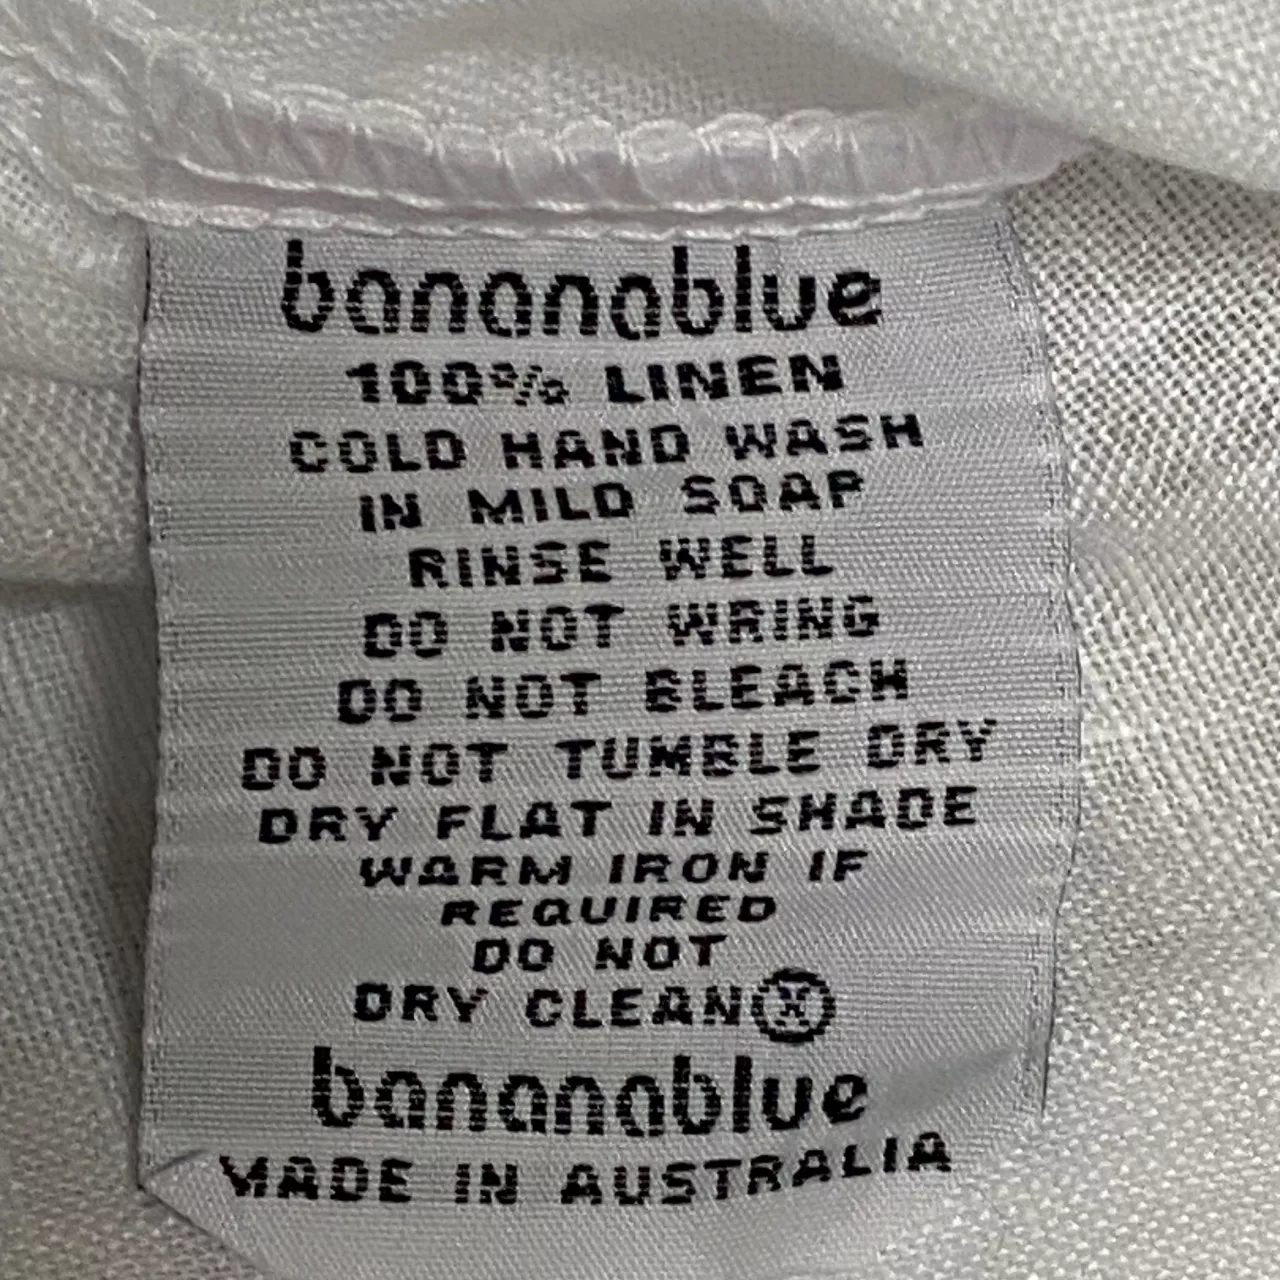 bananablue
100% LINEN
COLD HAND WASH
IN MILD SOAP
RINSE WELL
DO NOT WRING
DO NOT BLEACH
DO NOT TUMBLE DRY
DRY FLAT IN SHADE
WARM IRON IF
REQUIRED
DO NOT
DRY CLEAN Ⓧ
bananablue
MADE IN AUSTRALIA